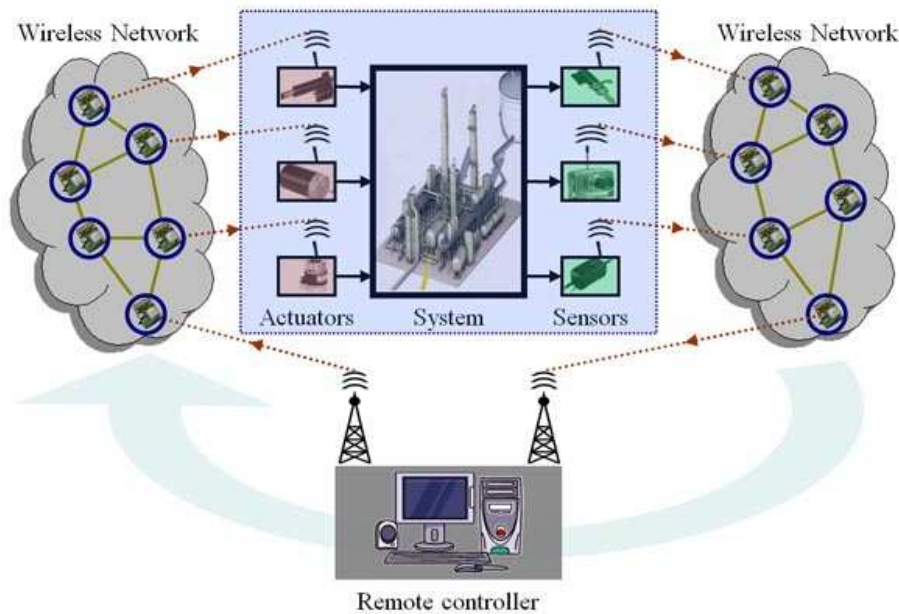 Wireless Network
Wireless Network
Actuators
System
Sensors
Remote controller